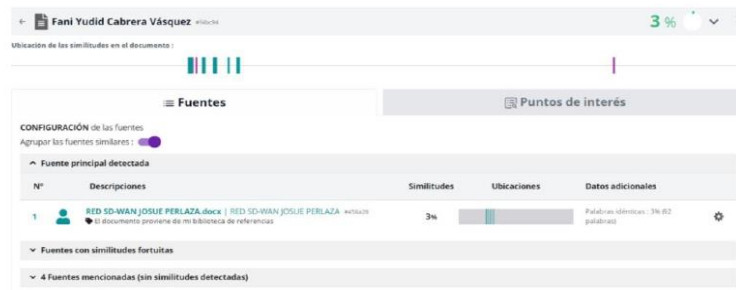 Fani Yudid Cabrera Vásquez
3 %
Ubicación de las similitudes en el documento :
Fuentes
Puntos de interés
CONFIGURACIÓN de las fuentes
Agrupar las fuentes similares :
Fuente principal detectada
N° Descripciones Similitudes Ubicaciones Datos adicionales
1 RED SD-WAN JOSUE PERLAZA.docx | RED SD-WAN JOSUE PERLAZA 3% Palabras idénticas : 3% (62
El documento proviene de mi biblioteca de referencias palabras)
Fuentes con similitudes fortuitas
4 Fuentes mencionadas (sin similitudes detectadas)